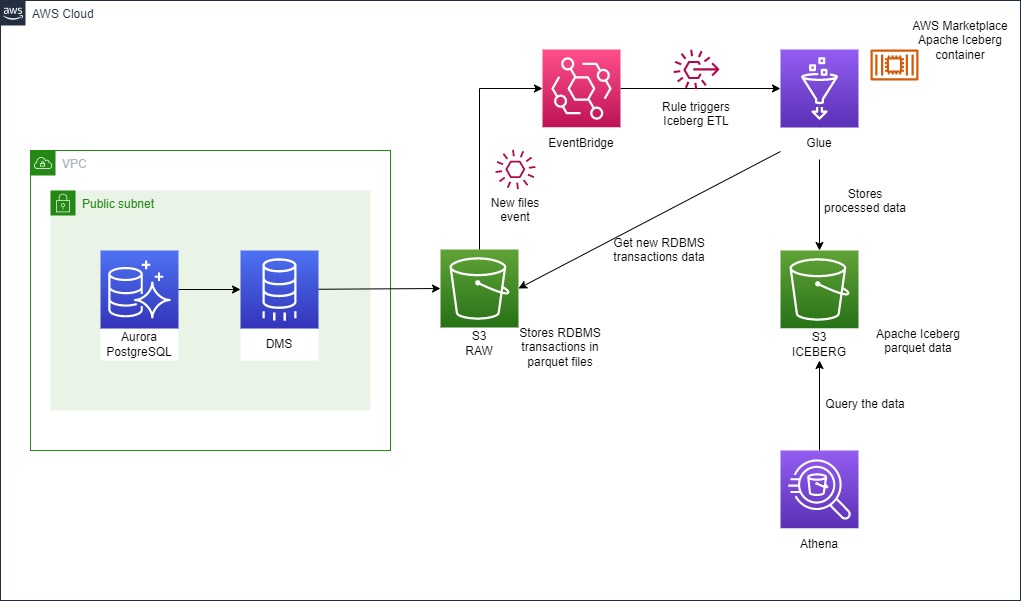 aws
AWS Cloud
AWS Marketplace
Apache Iceberg
container
Rule triggers
Iceberg ETL
EventBridge
Glue
VPC
Public subnet
New files
event
Stores
processed data
Get new RDBMS
transactions data
Aurora
PostgreSQL
DMS
S3
RAW
Stores RDBMS
transactions in
parquet files
S3
ICEBERG
Apache Iceberg
parquet data
Query the data
Athena